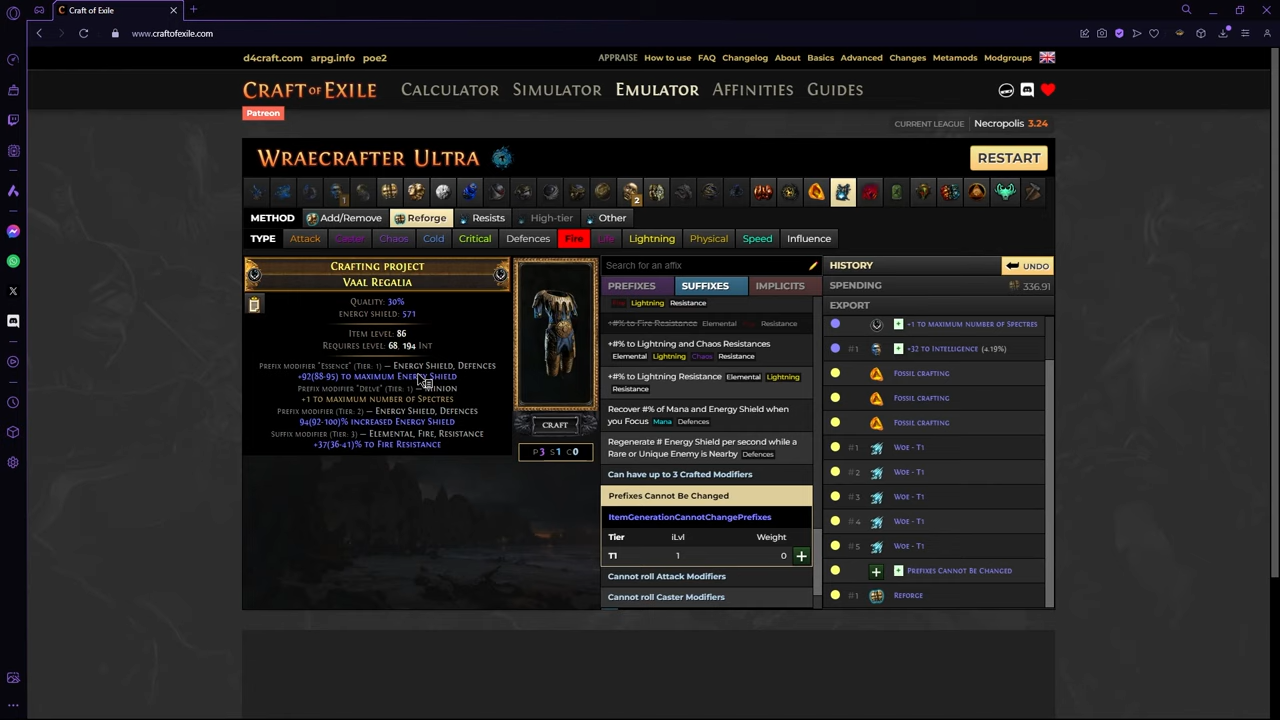 Craft of Exile
www.craftofexile.com
d4craft.com arpg.info poe2
APPRAISE How to use FAQ Changelog About Basics Advanced Changes Metamods Modgroups
CRAFT OF EXILE CALCULATOR SIMULATOR EMULATOR AFFINITIES GUIDES
Patreon
CURRENT LEAGUE Necropolis 3.24
WRAECRAFTER ULTRA RESTART
1 2
METHOD Add/Remove Reforge Resists High-tier Other
TYPE Attack Caster Chaos Cold Critical Defences Fire Life Lightning Physical Speed Influence
CRAFTING PROJECT
VAAL REGALIA
QUALITY: 30%
ENERGY SHIELD: 571
ITEM LEVEL: 86
REQUIRES LEVEL: 68, 194 INT
PREFIX MODIFIER "ESSENCE" (TIER: 1) — ENERGY SHIELD, DEFENCES
+92(88-95) TO MAXIMUM ENERGY SHIELD
PREFIX MODIFIER "DELVE" (TIER: 1) — MINION
+1 TO MAXIMUM NUMBER OF SPECTRES
PREFIX MODIFIER (TIER: 2) — ENERGY SHIELD, DEFENCES
94(92-100)% INCREASED ENERGY SHIELD
SUFFIX MODIFIER (TIER: 3) — ELEMENTAL, FIRE, RESISTANCE
+37(36-41)% TO FIRE RESISTANCE
CRAFT
P3 S1 C0
Search for an affix
PREFIXES SUFFIXES IMPLICITS
Fire Lightning Resistance
+#% to Fire Resistance Elemental Fire Resistance
+#% to Lightning and Chaos Resistances
Elemental Lightning Chaos Resistance
+#% to Lightning Resistance Elemental Lightning
Resistance
Recover #% of Mana and Energy Shield when
you Focus Mana Defences
Regenerate # Energy Shield per second while a
Rare or Unique Enemy is Nearby Defences
Can have up to 3 Crafted Modifiers
Prefixes Cannot Be Changed
ItemGenerationCannotChangePrefixes
Tier iLvl Weight
T1 1 0
Cannot roll Attack Modifiers
Cannot roll Caster Modifiers
HISTORY UNDO
SPENDING 336.91
EXPORT
+1 TO MAXIMUM NUMBER OF SPECTRES
#1 +32 TO INTELLIGENCE (4.19%)
FOSSIL CRAFTING
FOSSIL CRAFTING
FOSSIL CRAFTING
#1 WOE - T1
#2 WOE - T1
#3 WOE - T1
#4 WOE - T1
#5 WOE - T1
PREFIXES CANNOT BE CHANGED
#1 REFORGE